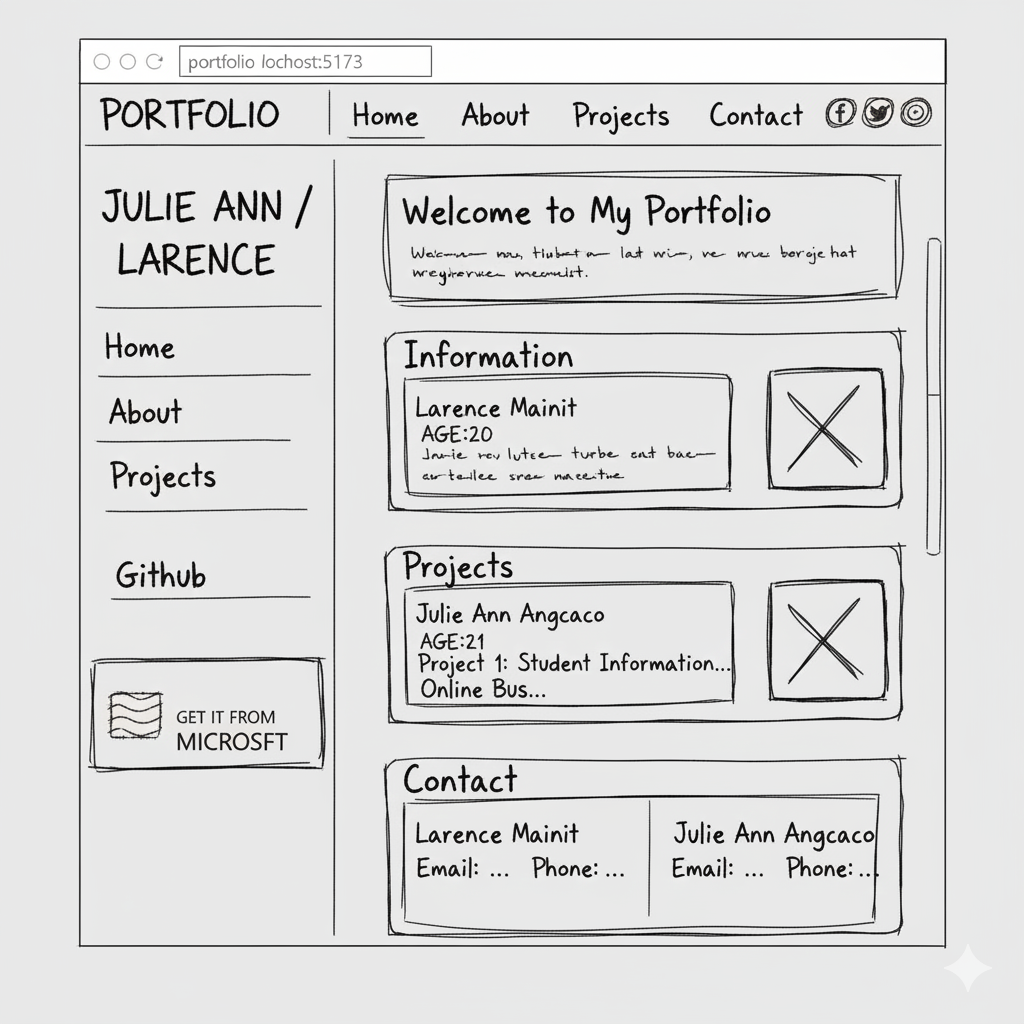 portfolio lochost:5173
PORTFOLIO
Home About Projects Contact
JULIE ANN /
LARENCE
Home
About
Projects
Github
GET IT FROM
MICROSFT
Welcome to My Portfolio
Information
Larence Mainit
AGE:20
Projects
Julie Ann Angcaco
AGE:21
Project 1: Student Information...
Online Bus...
Contact
Larence Mainit
Email: ... Phone: ...
Julie Ann Angcaco
Email: ... Phone: ...